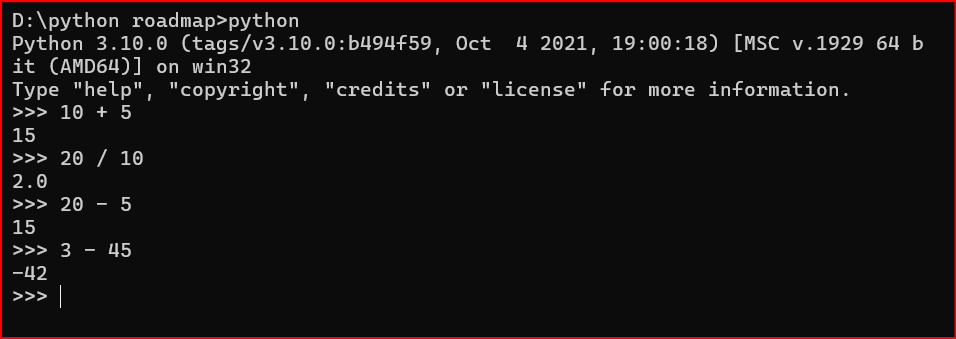 D:\python roadmap>python
Python 3.10.0 (tags/v3.10.0:b494f59, Oct  4 2021, 19:00:18) [MSC v.1929 64 b
it (AMD64)] on win32
Type "help", "copyright", "credits" or "license" for more information.
>>> 10 + 5
15
>>> 20 / 10
2.0
>>> 20 - 5
15
>>> 3 - 45
-42
>>>